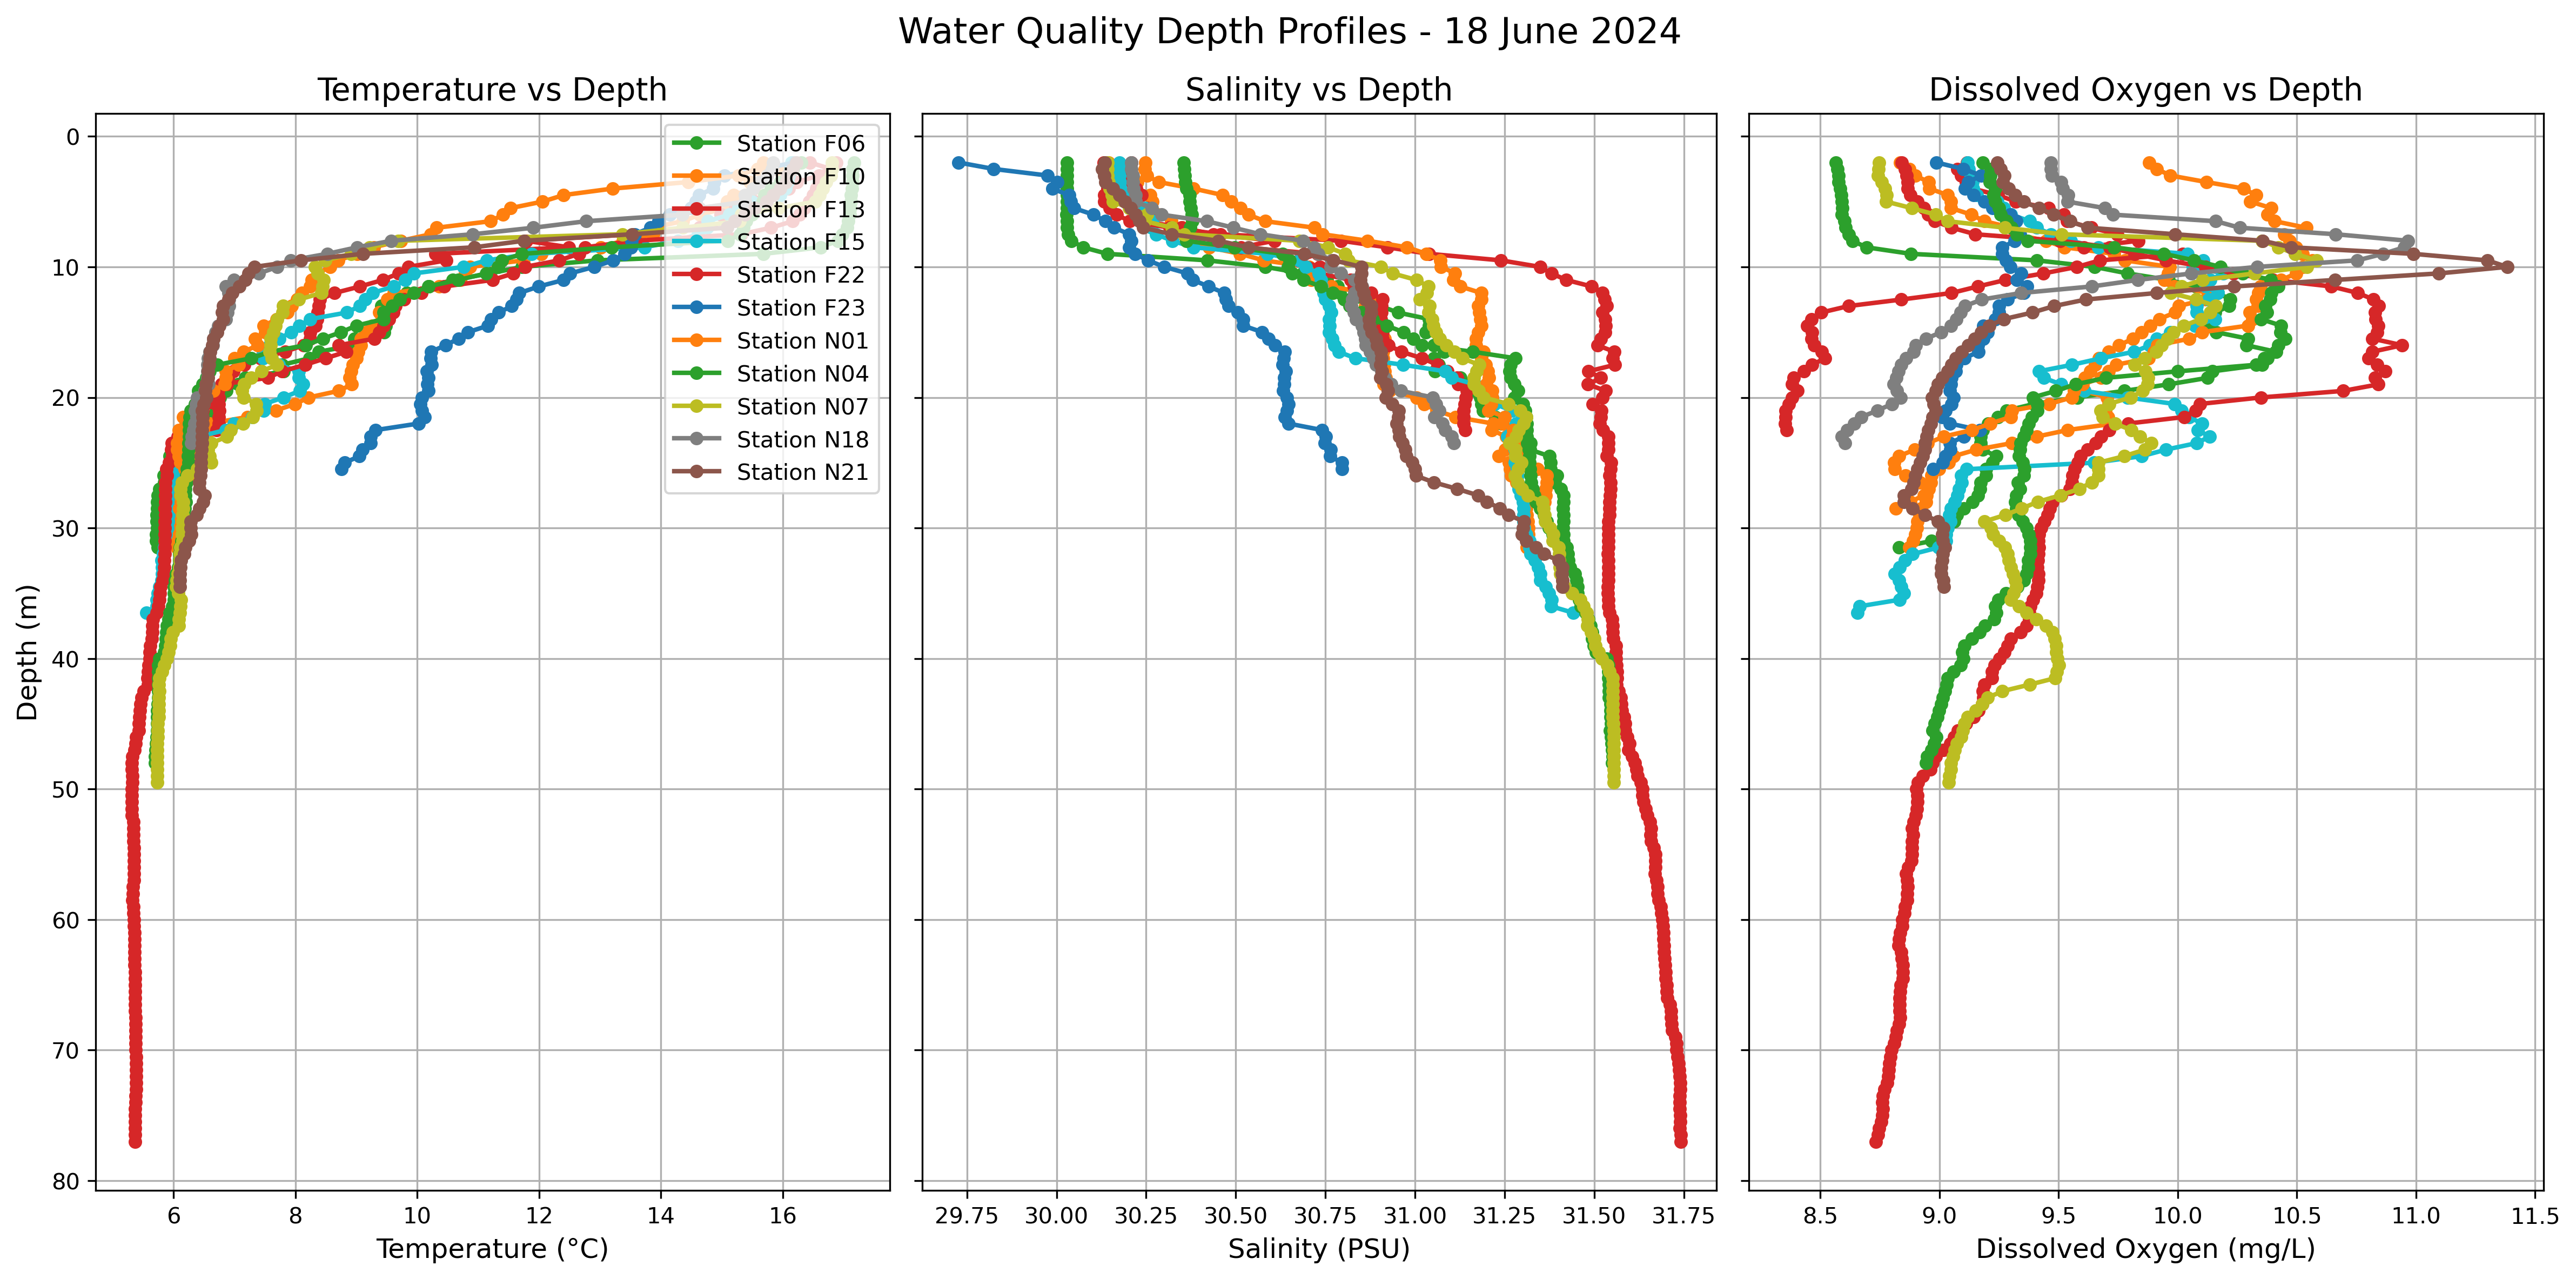 Water Quality Depth Profiles - 18 June 2024
Temperature vs Depth
Salinity vs Depth
Dissolved Oxygen vs Depth
Station F06
Station F10
Station F13
Station F15
Station F22
Station F23
Station N01
Station N04
Station N07
Station N18
Station N21
Depth (m)
0
10
20
30
40
50
60
70
80
6 8 10 12 14 16
29.75 30.00 30.25 30.50 30.75 31.00 31.25 31.50 31.75
8.5 9.0 9.5 10.0 10.5 11.0 11.5
Temperature (°C)
Salinity (PSU)
Dissolved Oxygen (mg/L)